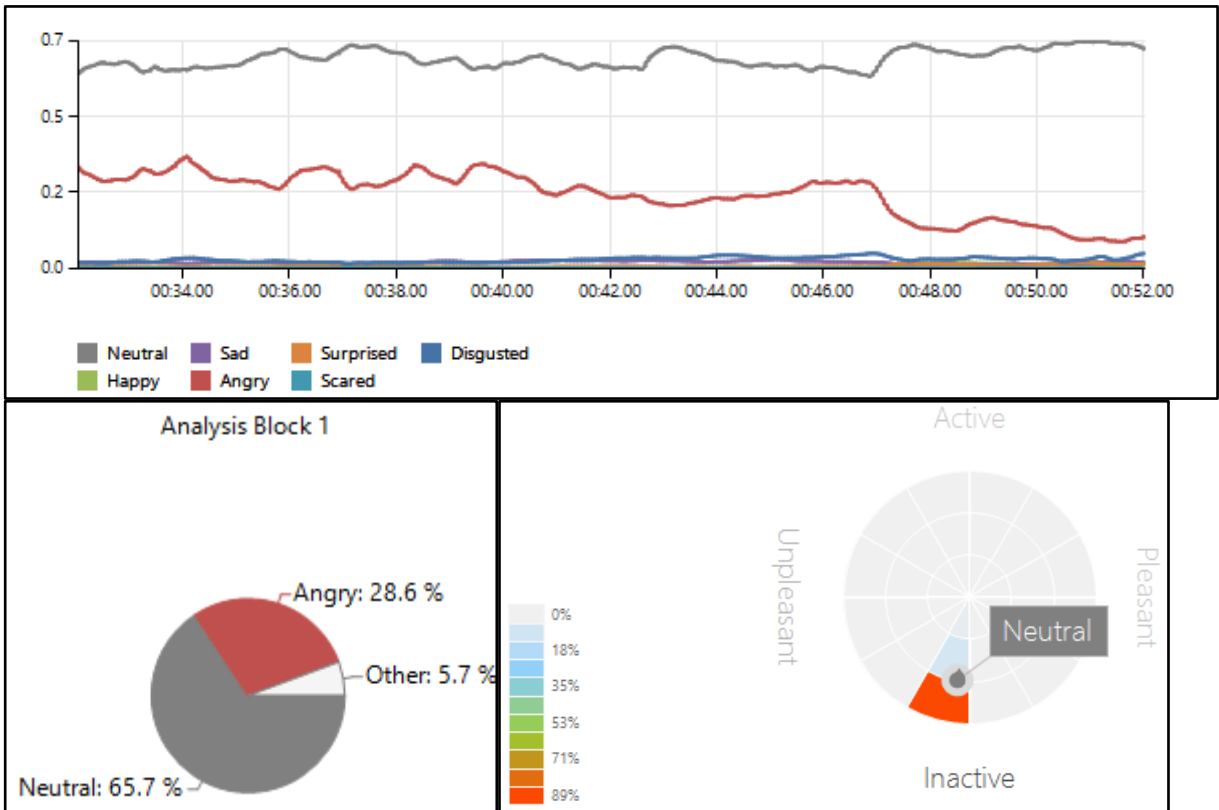 0.7
0.5
0.2
0.0
00:34.00 00:36.00 00:38.00 00:40.00 00:42.00 00:44.00 00:46.00 00:48.00 00:50.00 00:52.00
Neutral Sad Surprised Disgusted
Happy Angry Scared
Analysis Block 1
Angry: 28.6 %
Other: 5.7 %
Neutral: 65.7 %
Active
Unpleasant
Pleasant
Neutral
Inactive
0%
18%
35%
53%
71%
89%